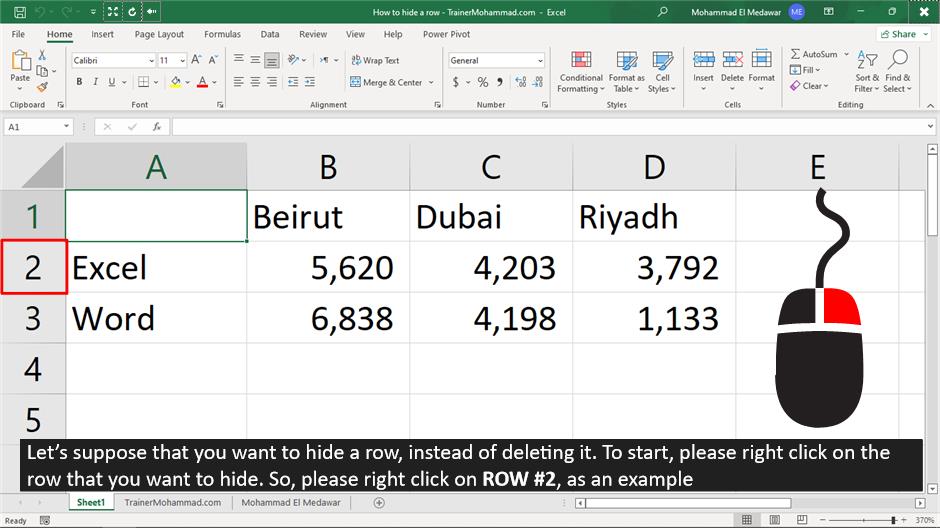 How to hide a row - TrainerMohammad.com - Excel
Mohammad El Medawar ME
File Home Insert Page Layout Formulas Data Review View Help Power Pivot Share
Paste
Clipboard
Calibri 11 A A
B I U A
Font
Wrap Text
Merge & Center
Alignment
General
$ % ,
Number
Conditional Formatting
Format as Table
Cell Styles
Styles
Insert Delete Format
Cells
AutoSum
Fill
Clear
Sort & Filter
Find & Select
Editing
A1 fx
A B C D E
1 Beirut Dubai Riyadh
2 Excel 5,620 4,203 3,792
3 Word 6,838 4,198 1,133
4
5
Let’s suppose that you want to hide a row, instead of deleting it. To start, please right click on the
row that you want to hide. So, please right click on ROW #2, as an example
Sheet1 TrainerMohammad.com Mohammad El Medawar
Ready 370%